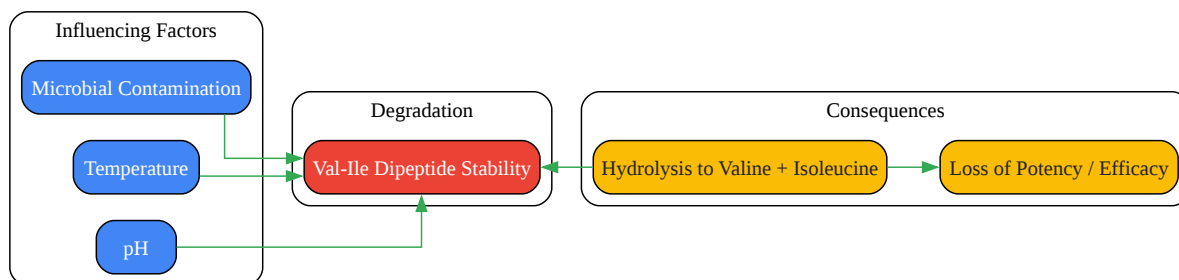 Influencing Factors
Microbial Contamination
Temperature
pH
Degradation
Val-Ile Dipeptide Stability
Consequences
Hydrolysis to Valine + Isoleucine
Loss of Potency / Efficacy